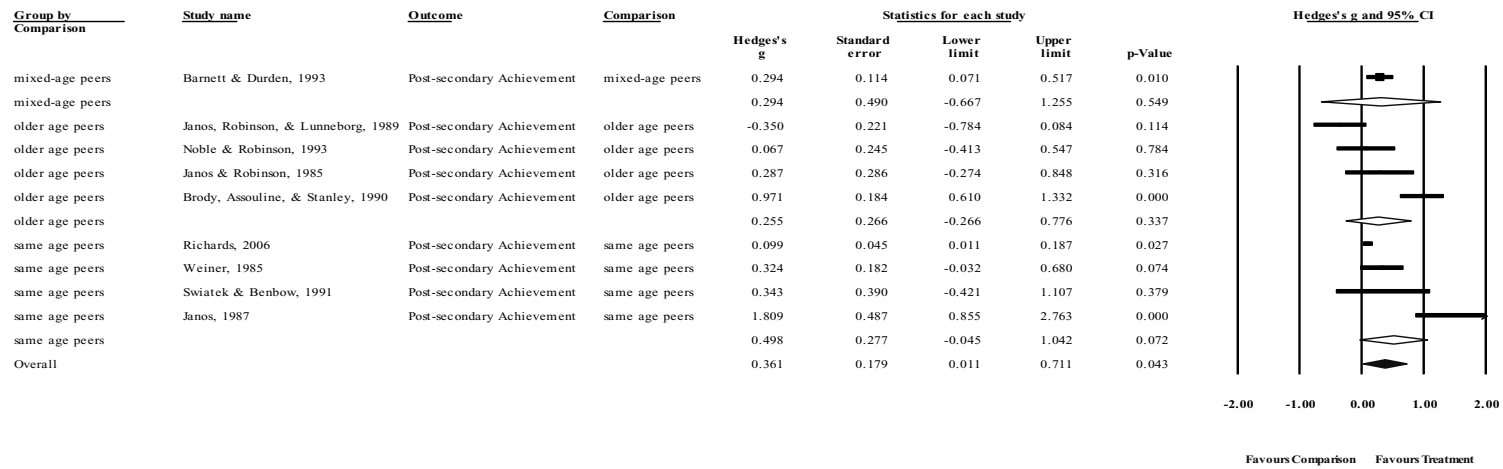 Group by Comparison Study name Outcome Comparison Statistics for each study Hedges's g and 95% CI
Hedges's g Standard error Lower limit Upper limit p-Value
mixed-age peers Barnett & Durden, 1993 Post-secondary Achievement mixed-age peers 0.294 0.114 0.071 0.517 0.010
mixed-age peers 0.294 0.490 -0.667 1.255 0.549
older age peers Janos, Robinson, & Lunneborg, 1989 Post-secondary Achievement older age peers -0.350 0.221 -0.784 0.084 0.114
older age peers Noble & Robinson, 1993 Post-secondary Achievement older age peers 0.067 0.245 -0.413 0.547 0.784
older age peers Janos & Robinson, 1985 Post-secondary Achievement older age peers 0.287 0.286 -0.274 0.848 0.316
older age peers Brody, Assouline, & Stanley, 1990 Post-secondary Achievement older age peers 0.971 0.184 0.610 1.332 0.000
older age peers 0.255 0.266 -0.266 0.776 0.337
same age peers Richards, 2006 Post-secondary Achievement same age peers 0.099 0.045 0.011 0.187 0.027
same age peers Weiner, 1985 Post-secondary Achievement same age peers 0.324 0.182 -0.032 0.680 0.074
same age peers Swiatek & Benbow, 1991 Post-secondary Achievement same age peers 0.343 0.390 -0.421 1.107 0.379
same age peers Janos, 1987 Post-secondary Achievement same age peers 1.809 0.487 0.855 2.763 0.000
same age peers 0.498 0.277 -0.045 1.042 0.072
Overall 0.361 0.179 0.011 0.711 0.043
-2.00 -1.00 0.00 1.00 2.00
Favours Comparison Favours Treatment